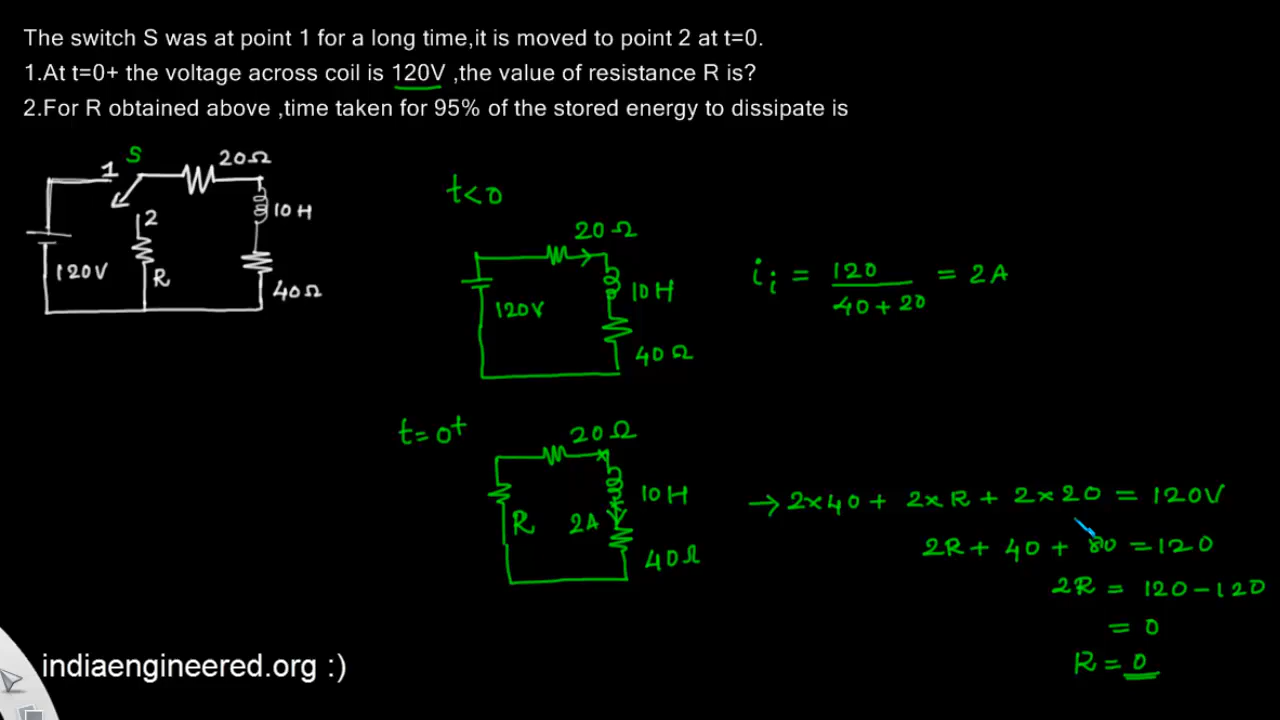 The switch S was at point 1 for a long time,it is moved to point 2 at t=0.
1.At t=0+ the voltage across coil is 120V ,the value of resistance R is?
2.For R obtained above ,time taken for 95% of the stored energy to dissipate is
S
1
20Ω
2
10H
120V
R
40Ω
t<0
20Ω
10H
120V
40Ω
i_i = 120/(40+20) = 2A
t=0⁺
20Ω
R
2A
10H
40Ω
→ 2×40 + 2×R + 2×20 = 120V
2R + 40 + 80 = 120
2R = 120-120
= 0
R = 0
indiaengineered.org :)